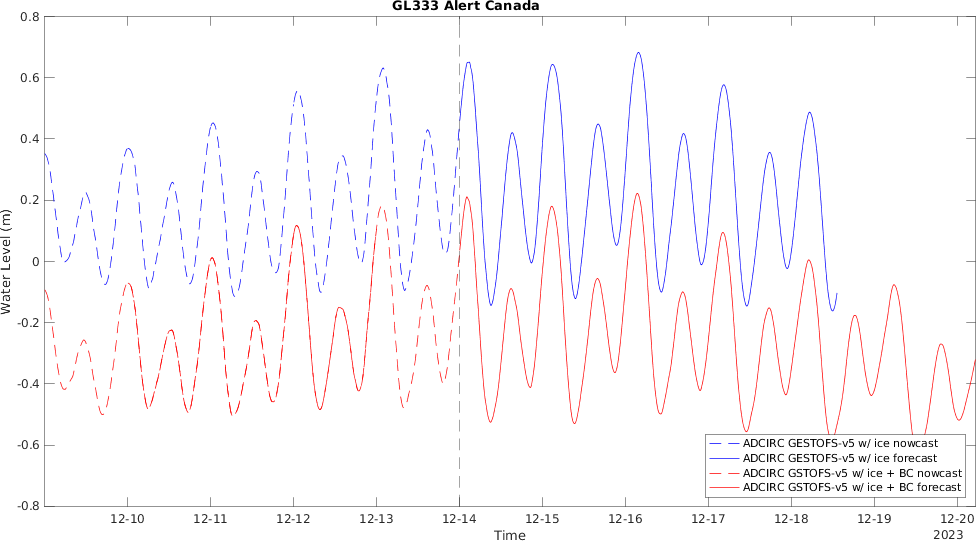 GL333 Alert Canada
0.8
0.6
0.4
0.2
0
-0.2
-0.4
-0.6
-0.8
Water Level (m)
12-10 12-11 12-12 12-13 12-14 12-15 12-16 12-17 12-18 12-19 12-20
Time
2023
ADCIRC GESTOFS-v5 w/ ice nowcast
ADCIRC GESTOFS-v5 w/ ice forecast
ADCIRC GSTOFS-v5 w/ ice + BC nowcast
ADCIRC GSTOFS-v5 w/ ice + BC forecast